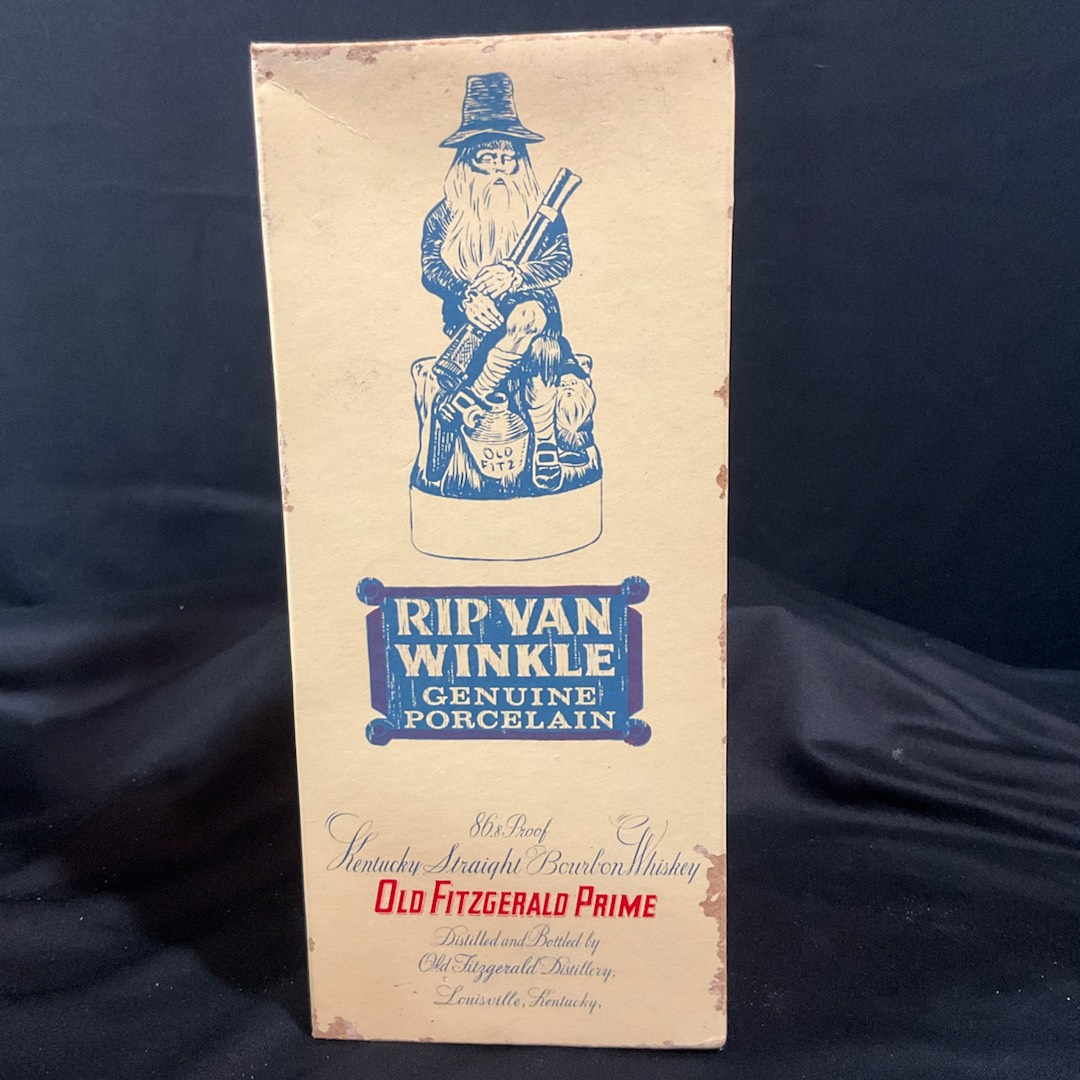 OLD
FITZ
RIP VAN
WINKLE
GENUINE
PORCELAIN
86.8 Proof
Kentucky Straight Bourbon Whiskey
OLD FITZGERALD PRIME
Distilled and Bottled by
Old Fitzgerald Distillery,
Louisville, Kentucky,